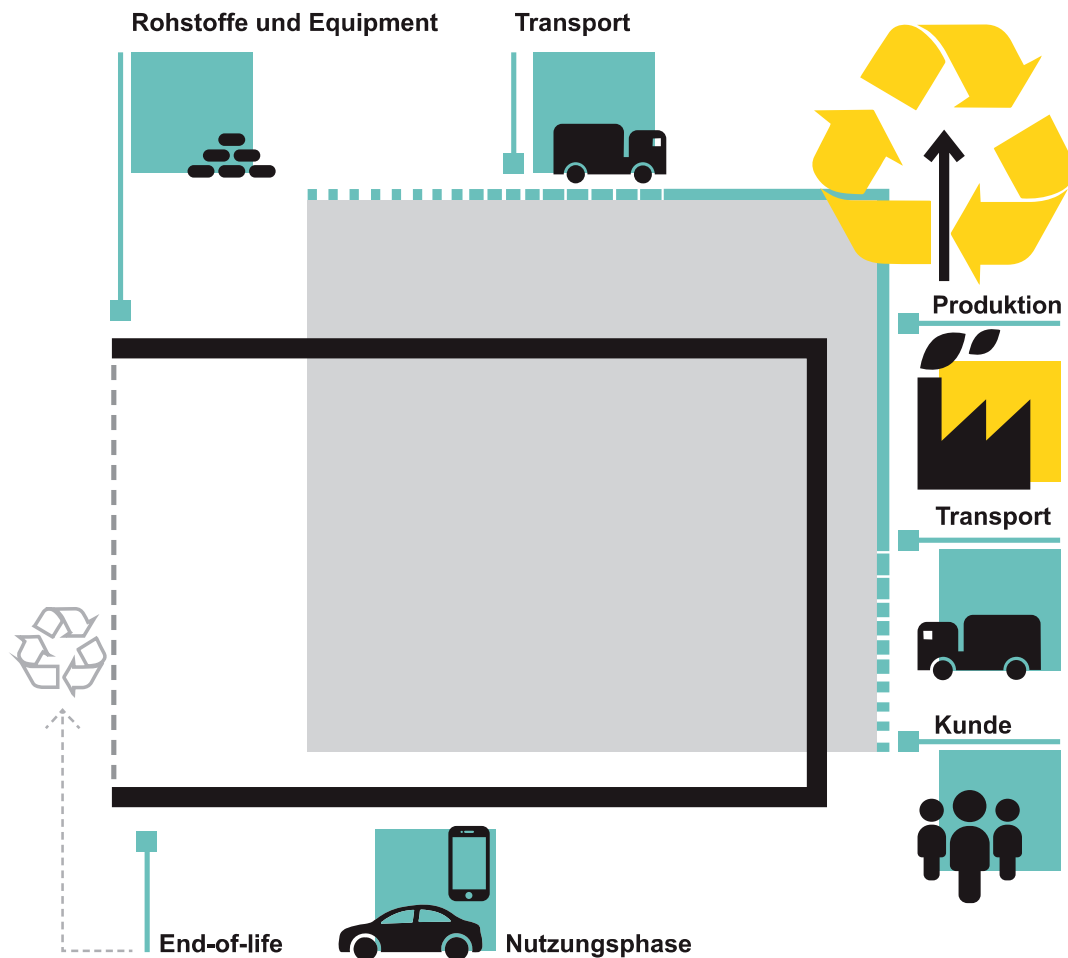 Rohstoffe und Equipment
Transport
Produktion
Transport
Kunde
End-of-life
Nutzungsphase